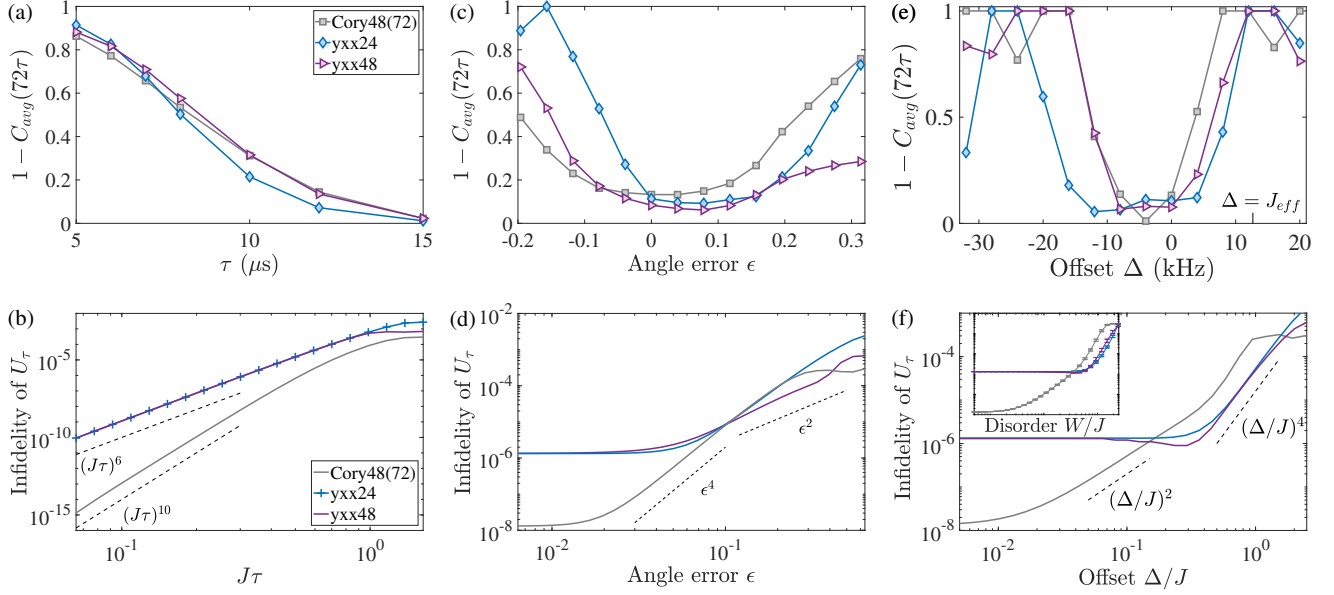 (a)
1 − C_avg(72τ)
1
0.8
0.6
0.4
0.2
0
5
10
15
τ (μs)
Cory48(72)
yxx24
yxx48
(c)
1 − C_avg(72τ)
1
0.8
0.6
0.4
0.2
0
-0.2
-0.1
0
0.1
0.2
0.3
Angle error ϵ
(e)
1 − C_avg(72τ)
1
0.5
0
-30
-20
-10
0
10
20
Δ = J_eff
Offset Δ (kHz)
(b)
Infidelity of U_τ
10^-5
10^-10
10^-15
10^-1
10^0
Jτ
(Jτ)^6
(Jτ)^10
Cory48(72)
yxx24
yxx48
(d)
Infidelity of U_τ
10^-2
10^-4
10^-6
10^-8
10^-2
10^-1
ϵ^2
ϵ^4
Angle error ϵ
(f)
Infidelity of U_τ
10^-4
10^-6
10^-8
10^-2
10^-1
10^0
Disorder W/J
(Δ/J)^4
(Δ/J)^2
Offset Δ/J